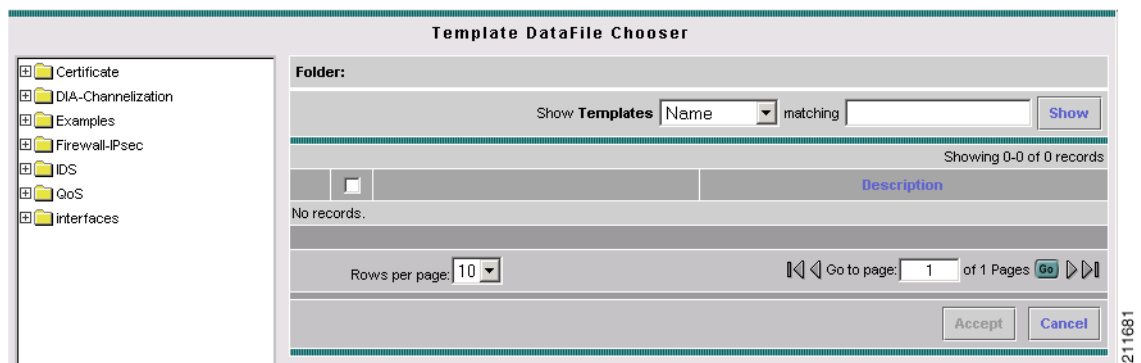 Template DataFile Chooser
Certificate
DIA-Channelization
Examples
Firewall-IPsec
IDS
QoS
interfaces
Folder:
Show Templates Name matching Show
Showing 0-0 of 0 records
Description
No records.
Rows per page: 10 Go to page: 1 of 1 Pages Go
Accept Cancel
211681